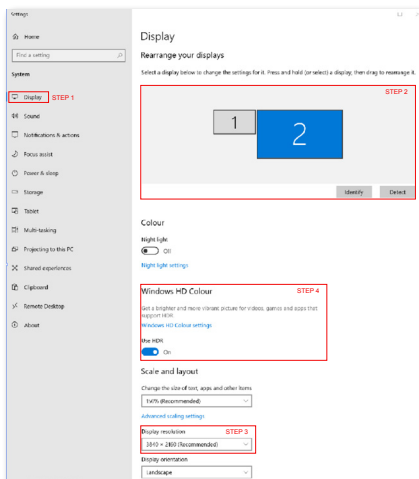 Settings
Home
Find a setting
System
Display STEP 1
Sound
Notifications & actions
Focus assist
Power & sleep
Storage
Tablet
Multi-tasking
Projecting to this PC
Shared experiences
Clipboard
Remote Desktop
About
Display
Rearrange your displays
Select a display below to change the settings for it. Press and hold (or select) a display, then drag to rearrange it.
STEP 2
1
2
Identify
Detect
Colour
Night light
Off
Night light settings
Windows HD Colour STEP 4
Get a brighter and more vibrant picture for videos, games and apps that
support HDR.
Windows HD Colour settings
Use HDR
On
Scale and layout
Change the size of text, apps and other items
(Recommended)
Advanced scaling settings
Display resolution STEP 3
3840 × 2160 (Recommended)
Display orientation
Landscape